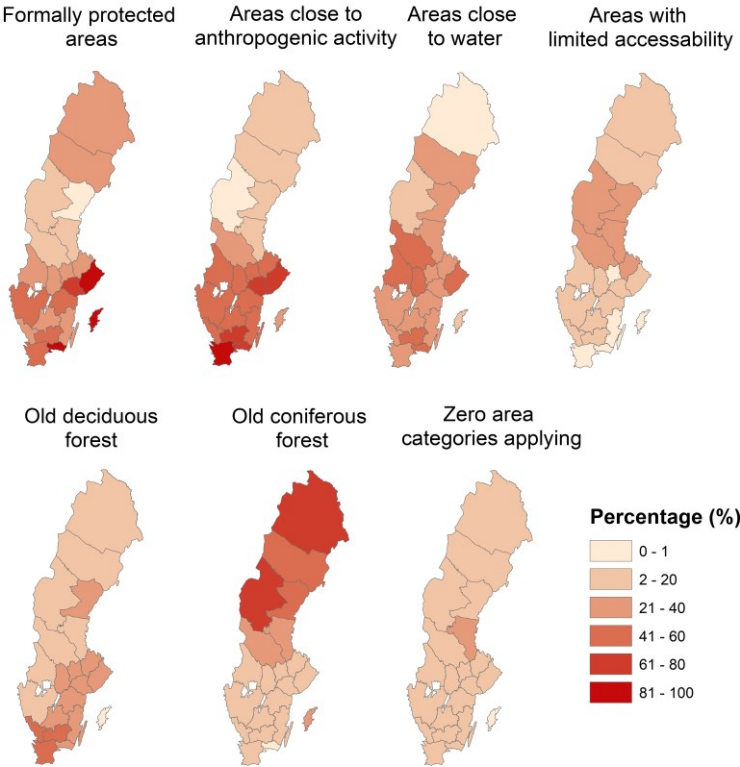 Formally protected
areas
Areas close to
anthropogenic activity
Areas close
to water
Areas with
limited accessability
Old deciduous
forest
Old coniferous
forest
Zero area
categories applying
Percentage (%)
0 - 1
2 - 20
21 - 40
41 - 60
61 - 80
81 - 100